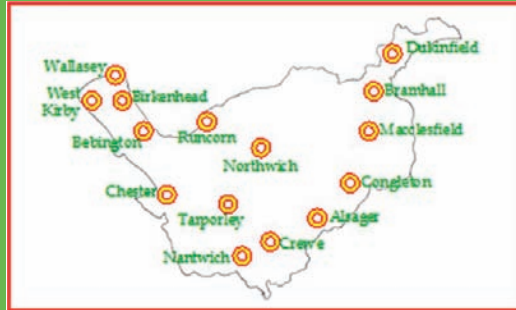 Dukinfield
Wallasey
West
Kirby
Birkenhead
Bramhall
Bebington
Runcorn
Macclesfield
Northwich
Chester
Congleton
Tarporley
Alsager
Crewe
Nantwich